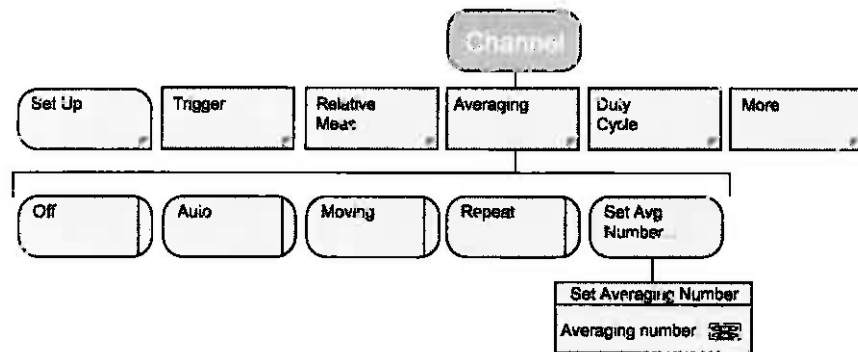 Channel
Set Up
Trigger
Relative
Meas
Averaging
Duty
Cycle
More
Off
Auto
Moving
Repeat
Set Avg
Number...
Set Averaging Number
Averaging number